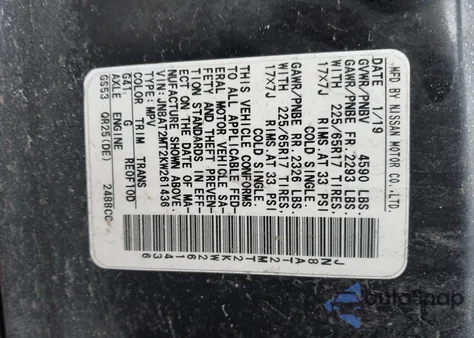 MFD BY NISSAN MOTOR CO.,LTD.
DATE 1/19
GVWR/PNBV 4590 LBS.
GAWR/PNBE FR. 2293 LBS.
WITH 225/65R17 TIRES.
17X7J RIMS.AT 33 PSI
COLD SINGLE.
GAWR/PNBE RR. 2326 LBS.
WITH 225/65R17 TIRES.
17X7J RIMS.AT 33 PSI
COLD SINGLE.
THIS VEHICLE CONFORMS
TO ALL APPLICABLE FED-
ERAL MOTOR VEHICLE SA-
FETY AND THEFT PREVEN-
TION STANDARDS IN EFF-
ECT ON THE DATE OF MA-
NUFACTURE SHOWN ABOVE.
VIN: JN8AT2MT2KW261436
TYPE: MPV
COLOR TRIM TRANS
G41 G RE0F10D
AXLE ENGINE
GS53 QR25(DE) 2488CC
JN8AT2MT2KW261436
autosnap